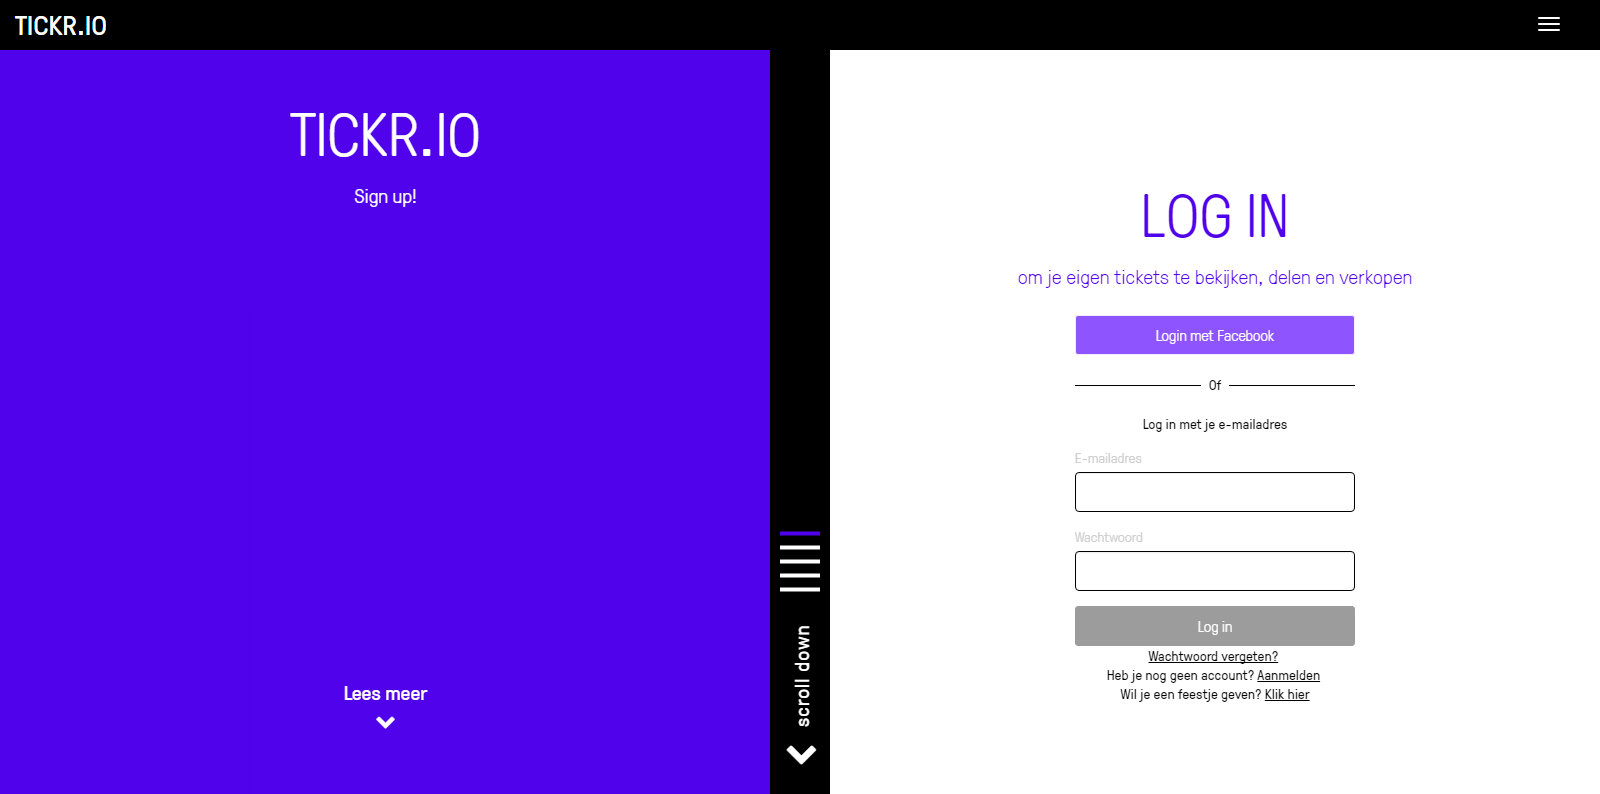 TICKR.IO
TICKR.IO
Sign up!
Lees meer
scroll down
LOG IN
om je eigen tickets te bekijken, delen en verkopen
Login met Facebook
Of
Log in met je e-mailadres
E-mailadres
Wachtwoord
Log in
Wachtwoord vergeten?
Heb je nog geen account? Aanmelden
Wil je een feestje geven? Klik hier